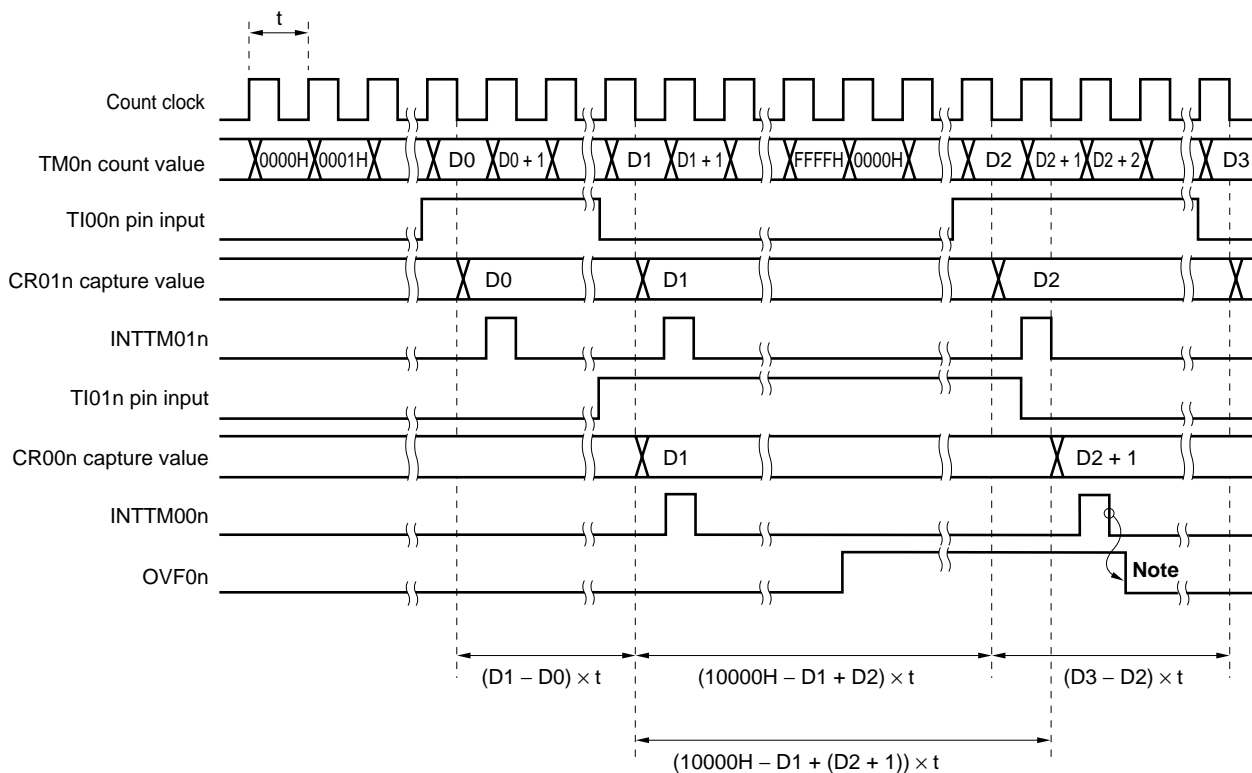 t
Count clock
TM0n count value
0000H 0001H D0 D0 + 1 D1 D1 + 1 FFFFH 0000H D2 D2 + 1 D2 + 2 D3
TI00n pin input
CR01n capture value
D0 D1 D2
INTTM01n
TI01n pin input
CR00n capture value
D1 D2 + 1
INTTM00n
OVF0n
Note
(D1 − D0) × t (10000H − D1 + D2) × t (D3 − D2) × t
(10000H − D1 + (D2 + 1)) × t